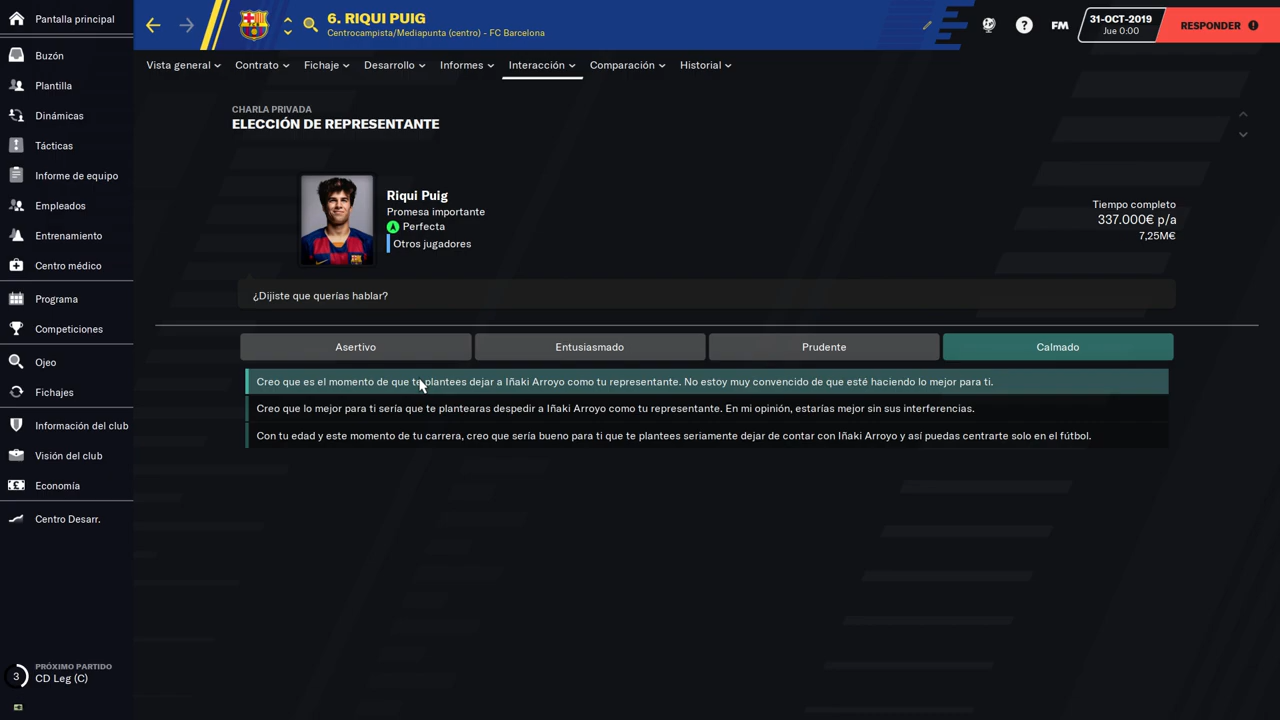 Pantalla principal
Buzón
Plantilla
Dinámicas
Tácticas
Informe de equipo
Empleados
Entrenamiento
Centro médico
Programa
Competiciones
Ojeo
Fichajes
Información del club
Visión del club
Economía
Centro Desarr.
PRÓXIMO PARTIDO
3
CD Leg (C)
6. RIQUI PUIG
Centrocampista/Mediapunta (centro) - FC Barcelona
FM
31-OCT-2019
Jue 0:00
RESPONDER
Vista general
Contrato
Fichaje
Desarrollo
Informes
Interacción
Comparación
Historial
CHARLA PRIVADA
ELECCIÓN DE REPRESENTANTE
Riqui Puig
Promesa importante
Perfecta
Otros jugadores
Tiempo completo
337.000€ p/a
7,25M€
¿Dijiste que querías hablar?
Asertivo
Entusiasmado
Prudente
Calmado
Creo que es el momento de que te plantees dejar a Iñaki Arroyo como tu representante. No estoy muy convencido de que esté haciendo lo mejor para ti.
Creo que lo mejor para ti sería que te plantearas despedir a Iñaki Arroyo como tu representante. En mi opinión, estarías mejor sin sus interferencias.
Con tu edad y este momento de tu carrera, creo que sería bueno para ti que te plantees seriamente dejar de contar con Iñaki Arroyo y así puedas centrarte solo en el fútbol.